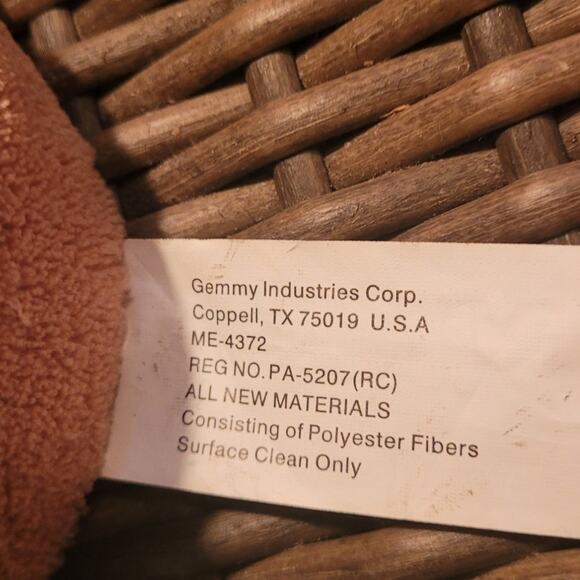 Gemmy Industries Corp.
Coppell, TX 75019 U.S.A
ME-4372
REG NO.PA-5207(RC)
ALL NEW MATERIALS
Consisting of Polyester Fibers
Surface Clean Only